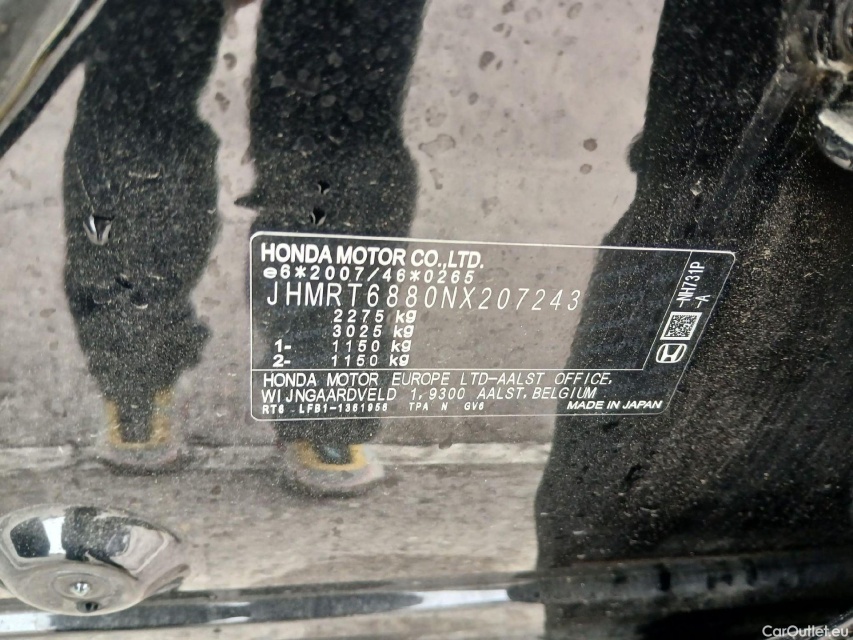 HONDA MOTOR CO.,LTD.
e6*2007/46*0265
JHMRT6880NX207243
2275 kg
3025 kg
1- 1150 kg
2- 1150 kg
NH731P
-A
HONDA MOTOR EUROPE LTD-AALST OFFICE,
WIJNGAARDVELD 1, 9300 AALST, BELGIUM
RT6 LFB1-1361956 TPA N GV6 MADE IN JAPAN
CarOutlet.eu